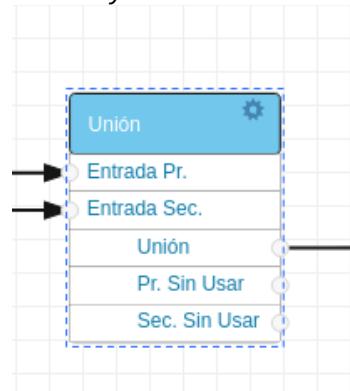 Unión
Entrada Pr.
Entrada Sec.
Unión
Pr. Sin Usar
Sec. Sin Usar